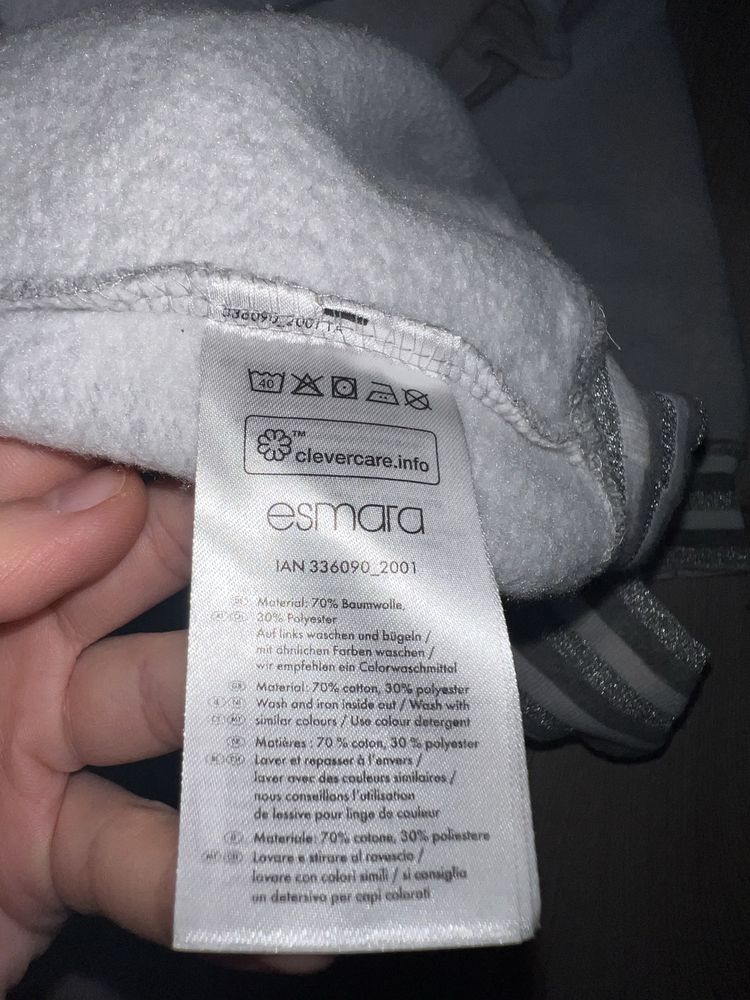 336090_2001 1A
40
clevercare.info
TM
esmara
IAN 336090_2001
DE Material: 70% Baumwolle,
30% Polyester
Auf links waschen und bügeln /
mit ähnlichen Farben waschen /
wir empfehlen ein Colorwaschmittel
GB Material: 70% cotton, 30% polyester
Wash and iron inside out / Wash with
similar colours / Use colour detergent
Matières : 70 % coton, 30 % polyester
Laver et repasser à l'envers /
laver avec des couleurs similaires /
nous conseillons l'utilisation
de lessive pour linge de couleur
Materiale: 70% cotone, 30% poliestere
Lavare e stirare al rovescio /
lavare con colori simili / si consiglia
un detersivo per capi colorati